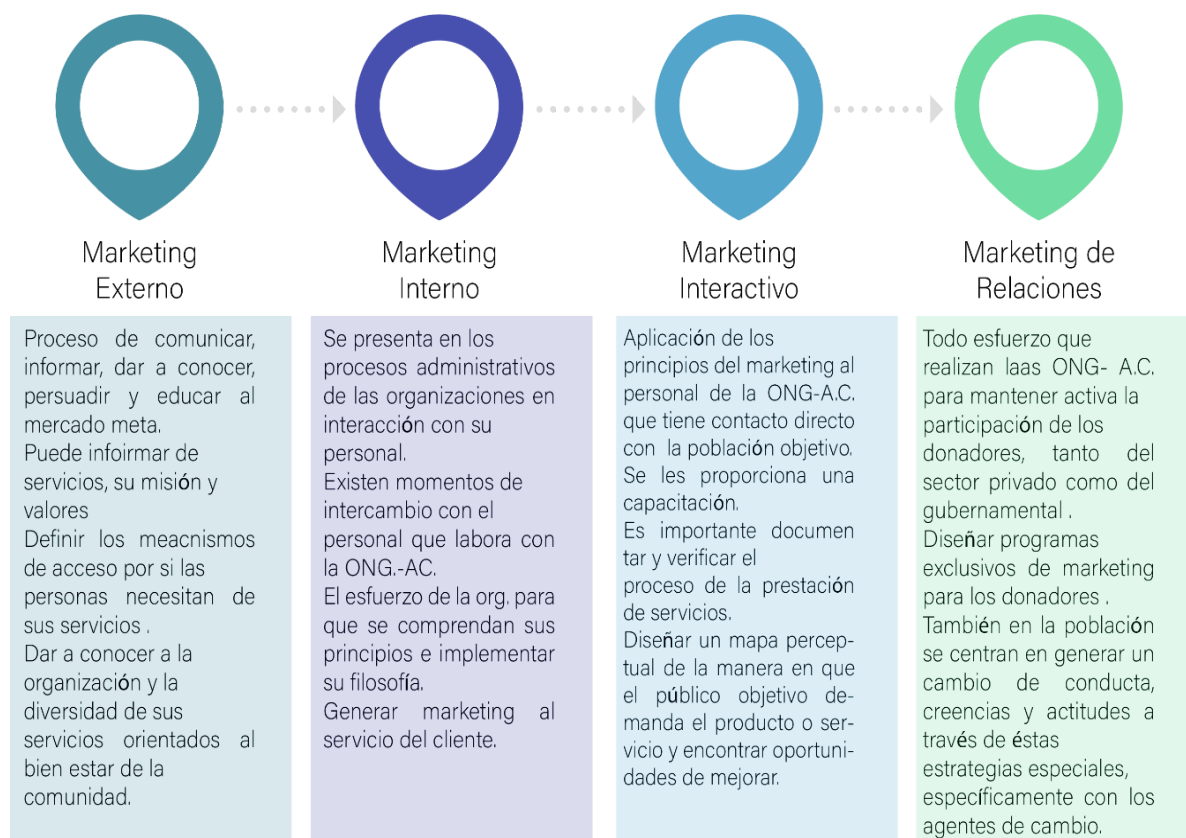 Marketing
Externo
Proceso de comunicar,
informar, dar a conocer,
persuadir y educar al
mercado meta.
Puede infoirmar de
servicios, su misión y
valores
Definir los meacnismos
de acceso por si las
personas necesitan de
sus servicios .
Dar a conocer a la
organización y la
diversidad de sus
servicios orientados al
bien estar de la
comunidad.
Marketing
Interno
Se presenta en los
procesos administrativos
de las organizaciones en
interacción con su
personal.
Existen momentos de
intercambio con el
personal que labora con
la ONG.-AC.
El esfuerzo de la org. para
que se comprendan sus
principios e implementar
su filosofía.
Generar marketing al
servicio del cliente.
Marketing
Interactivo
Aplicación de los
principios del marketing al
personal de la ONG-A.C.
que tiene contacto directo
con la población objetivo.
Se les proporciona una
capacitación.
Es importante documen
tar y verificar el
proceso de la prestación
de servicios.
Diseñar un mapa percep-
tual de la manera en que
el público objetivo de-
manda el producto o ser-
vicio y encontrar oportuni-
dades de mejorar.
Marketing de
Relaciones
Todo esfuerzo que
realizan laas ONG- A.C.
para mantener activa la
participación de los
donadores, tanto del
sector privado como del
gubernamental .
Diseñar programas
exclusivos de marketing
para los donadores .
También en la población
se centran en generar un
cambio de conducta,
creencias y actitudes a
través de éstas
estrategias especiales,
específicamente con los
agentes de cambio.